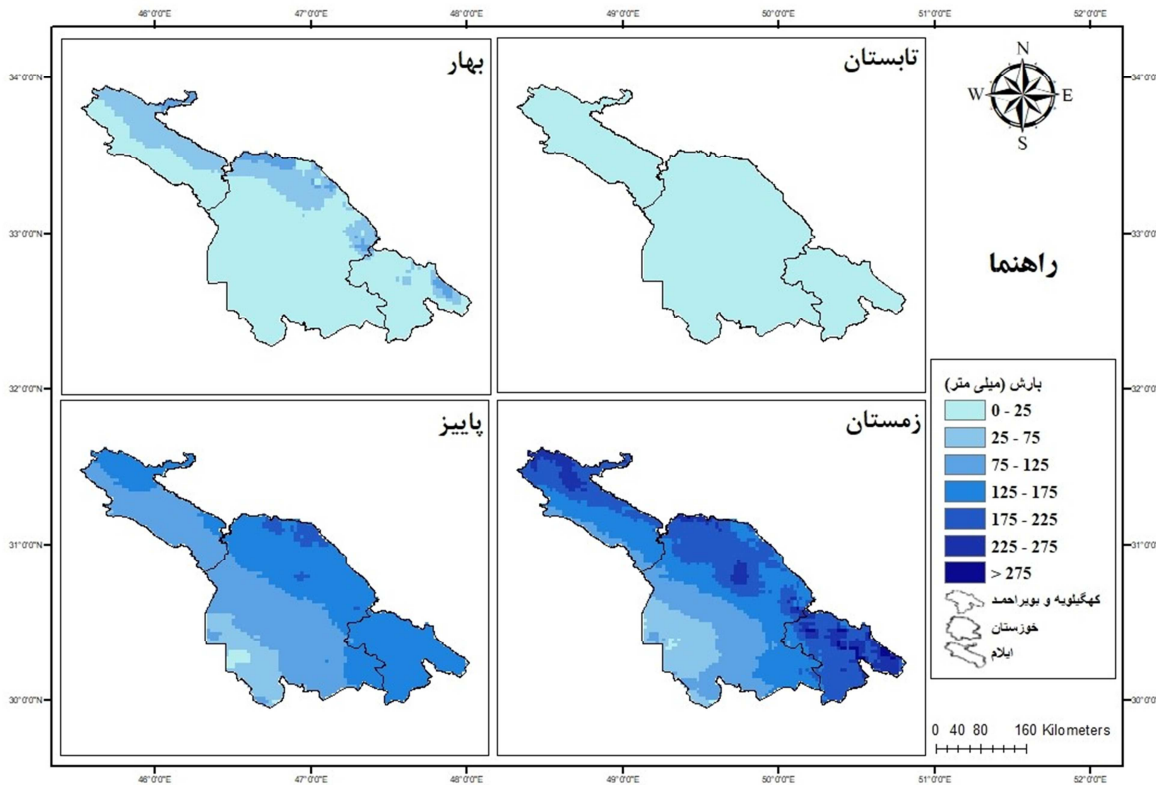 46°0'0"E 47°0'0"E 48°0'0"E 49°0'0"E 50°0'0"E 51°0'0"E 52°0'0"E
34°0'0"N
33°0'0"N
32°0'0"N
31°0'0"N
30°0'0"N
بهار
تابستان
پاییز
زمستان
N
W E
S
راهنما
بارش (میلی متر)
0 - 25
25 - 75
75 - 125
125 - 175
175 - 225
225 - 275
> 275
کهگیلویه و بویراحمد
خوزستان
ایلام
0 40 80 160 Kilometers
34°0'0"N
33°0'0"N
32°0'0"N
31°0'0"N
30°0'0"N
46°0'0"E 47°0'0"E 48°0'0"E 49°0'0"E 50°0'0"E 51°0'0"E 52°0'0"E